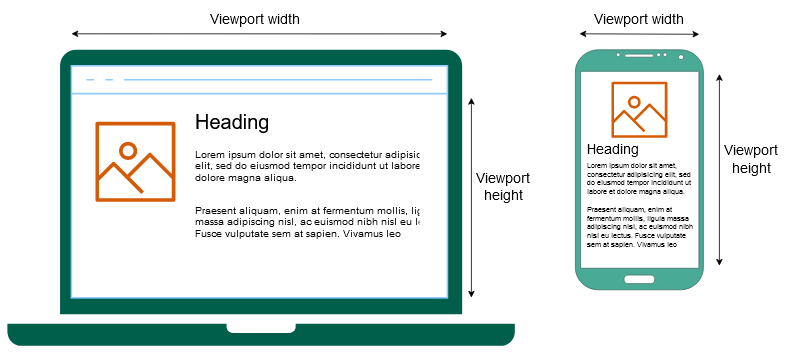 Viewport width
Heading
Lorem ipsum dolor sit amet, consectetur
elit, sed do eiusmod tempor incididunt ut labore
dolore magna aliqua.
Praesent aliquam, enim at fermentum mollis,
massa adipiscing nisl, ac euismod nibh nisl eu
Fusce vulputate sem at sapien. Vivamus leo
Viewport
height
Viewport width
Heading
Lorem ipsum dolor sit amet,
consectetur adipisicing elit, sed do
eiusmod tempor incididunt ut labore
et dolore magna aliqua.
Praesent aliquam, enim at
fermentum mollis, ligula massa
adipiscing nisl, ac euismod nibh
nisl eu lectus. Fusce vulputate
sem at sapien. Vivamus leo
Viewport
height